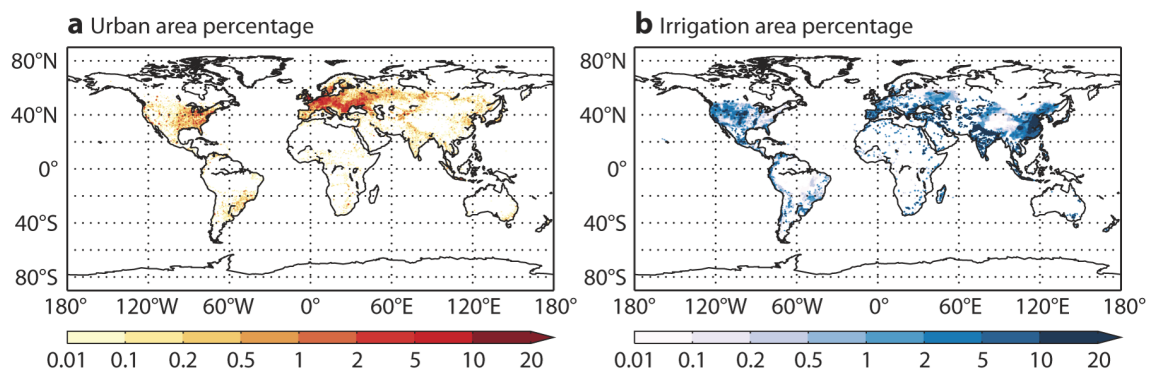 a Urban area percentage
b Irrigation area percentage
80°N
40°N
0°
40°S
80°S
180° 120°W 60°W 0° 60°E 120°E 180°
0.01 0.1 0.2 0.5 1 2 5 10 20
80°N
40°N
0°
40°S
80°S
180° 120°W 60°W 0° 60°E 120°E 180°
0.01 0.1 0.2 0.5 1 2 5 10 20